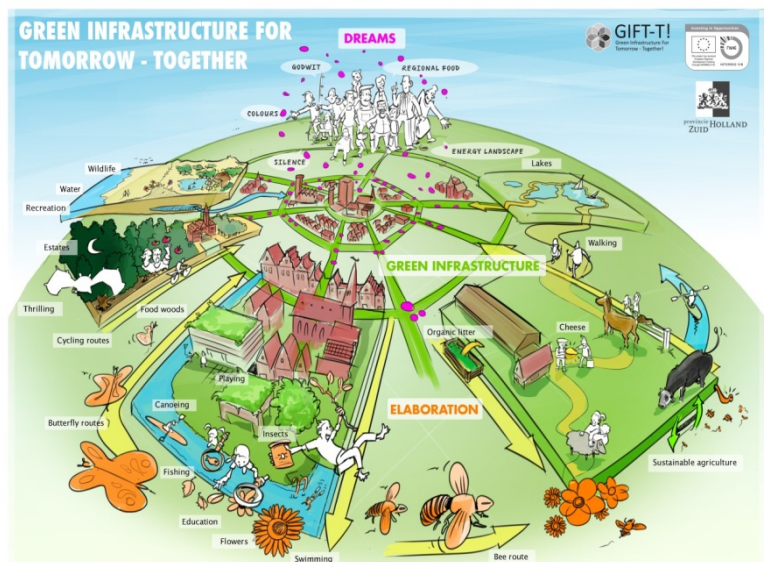 GREEN INFRASTRUCTURE FOR
TOMORROW - TOGETHER
DREAMS
GIFT-T!
Green Infrastructure For
Tomorrow - Together!
GODWIT
REGIONAL FOOD
COLOURS
provincie
ZUID HOLLAND
SILENCE
ENERGY LANDSCAPE
Lakes
Wildlife
Water
Recreation
Estates
Walking
GREEN INFRASTRUCTURE
Thrilling
Food woods
Cycling routes
Organic litter
Cheese
Playing
Canoeing
ELABORATION
Butterfly routes
Insects
Fishing
Sustainable agriculture
Education
Flowers
Swimming
Bee route